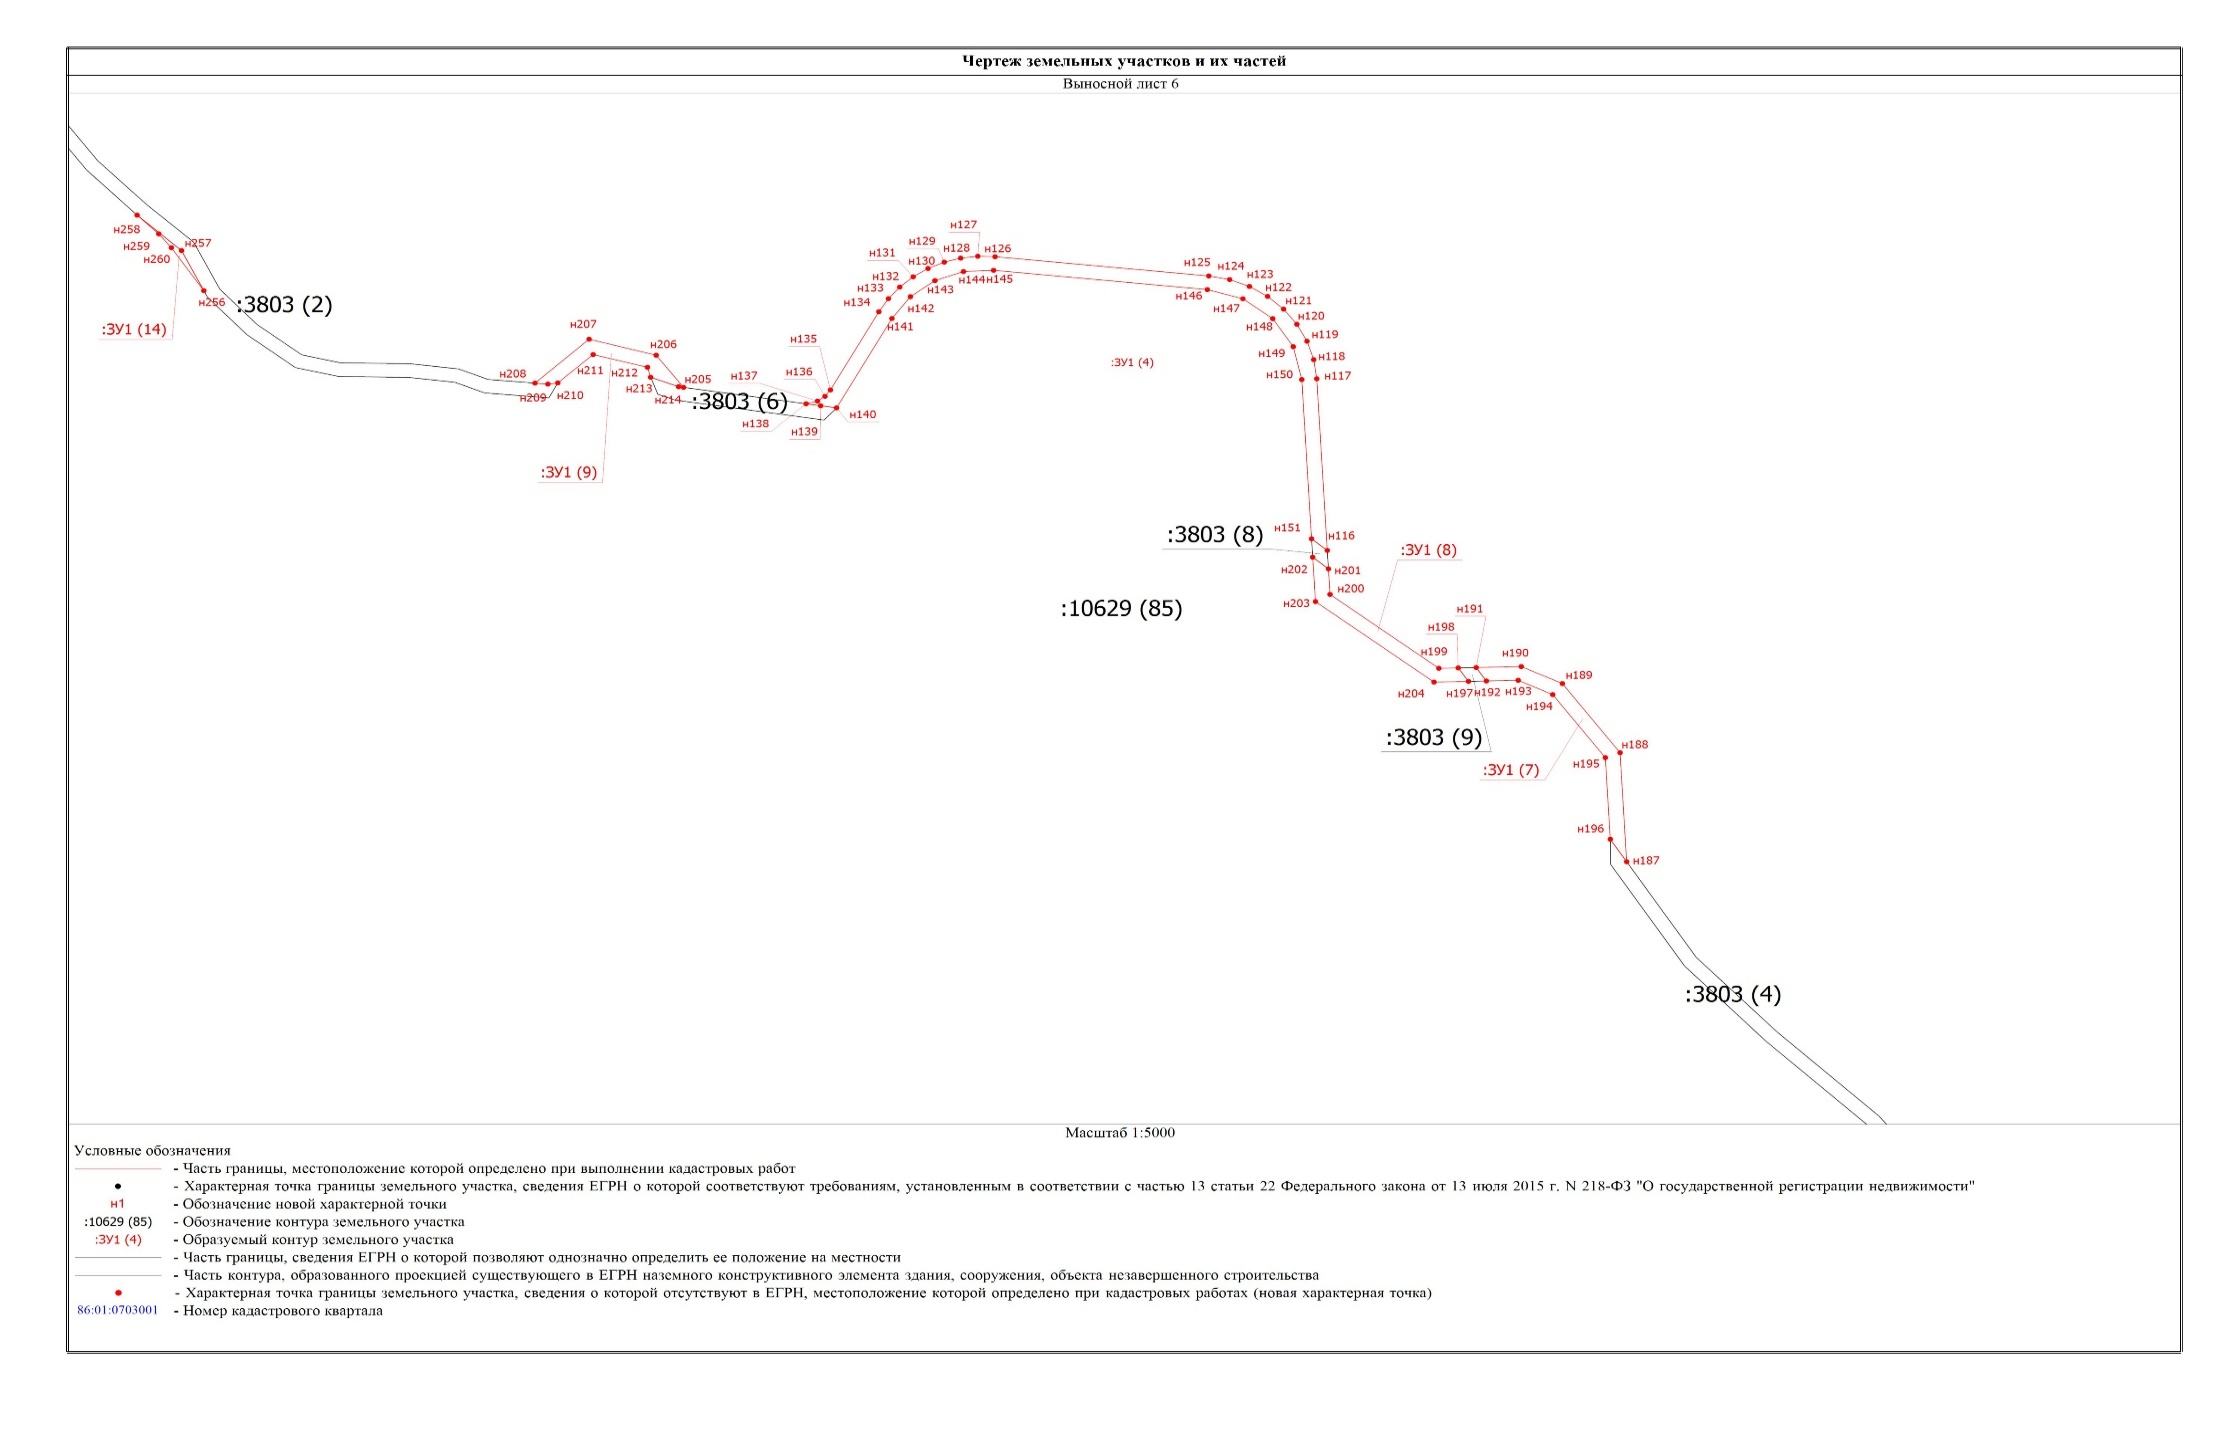 Чертеж земельных участков и их частей
Выносной лист 6
н258
н259
н257
н260
н256
:3803 (2)
:ЗУ1 (14)
н207
н206
н208
н211
н212
н205
н209
н210
н213
н214
:3803 (6)
:ЗУ1 (9)
н127
н129
н128
н126
н131
н130
н132
н144
н145
н133
н143
н134
н142
н141
н135
н136
н137
н138
н139
н140
н125
н124
н123
н122
н146
н147
н121
н148
н120
н119
н149
н118
н150
н117
:ЗУ1 (4)
:3803 (8)
н151
н116
н202
н201
н200
н203
:ЗУ1 (8)
:10629 (85)
н191
н198
н199
н190
н189
н204
н197
н192
н193
н194
:3803 (9)
н188
:ЗУ1 (7)
н195
н196
н187
:3803 (4)
Масштаб 1:5000
Условные обозначения
- Часть границы, местоположение которой определено при выполнении кадастровых работ
- Характерная точка границы земельного участка, сведения ЕГРН о которой соответствуют требованиям, установленным в соответствии с частью 13 статьи 22 Федерального закона от 13 июля 2015 г. N 218-ФЗ "О государственной регистрации недвижимости"
н1 - Обозначение новой характерной точки
:10629 (85) - Обозначение контура земельного участка
:ЗУ1 (4) - Образуемый контур земельного участка
- Часть границы, сведения ЕГРН о которой позволяют однозначно определить ее положение на местности
- Часть контура, образованного проекцией существующего в ЕГРН наземного конструктивного элемента здания, сооружения, объекта незавершенного строительства
- Характерная точка границы земельного участка, сведения о которой отсутствуют в ЕГРН, местоположение которой определено при кадастровых работах (новая характерная точка)
86:01:0703001 - Номер кадастрового квартала